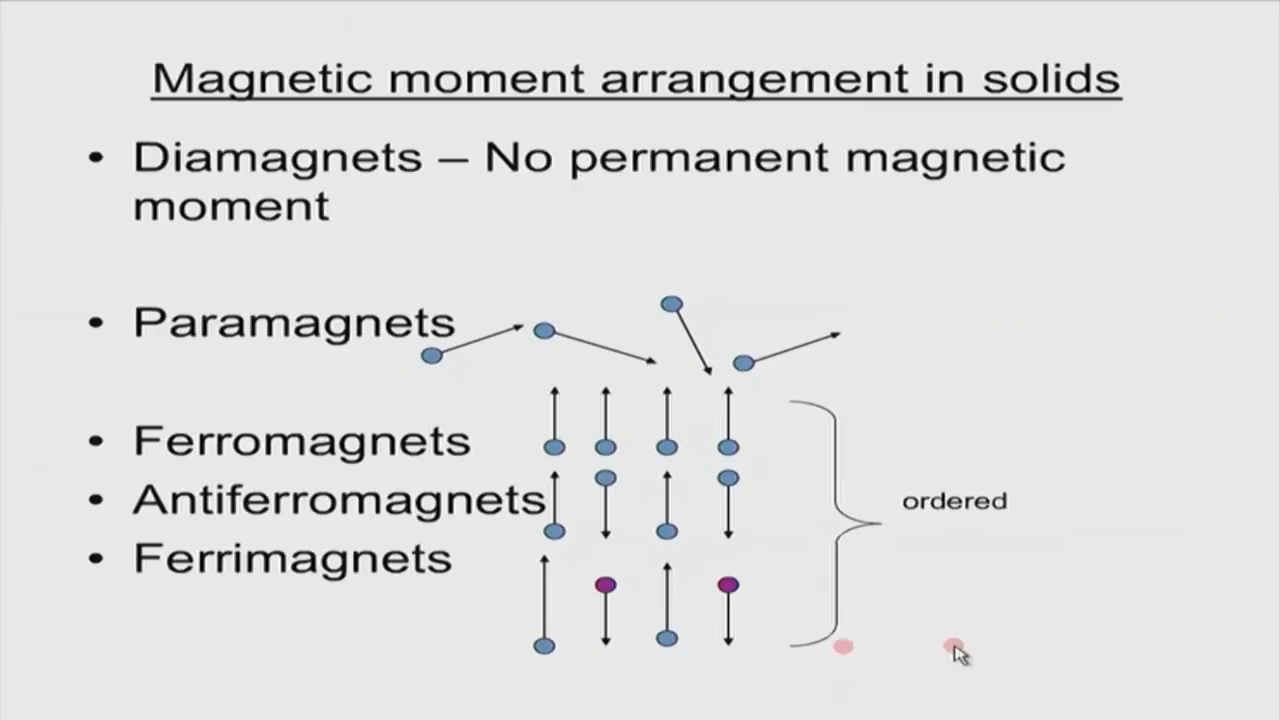 Magnetic moment arrangement in solids
• Diamagnets – No permanent magnetic
moment
• Paramagnets
• Ferromagnets
• Antiferromagnets
• Ferrimagnets
ordered